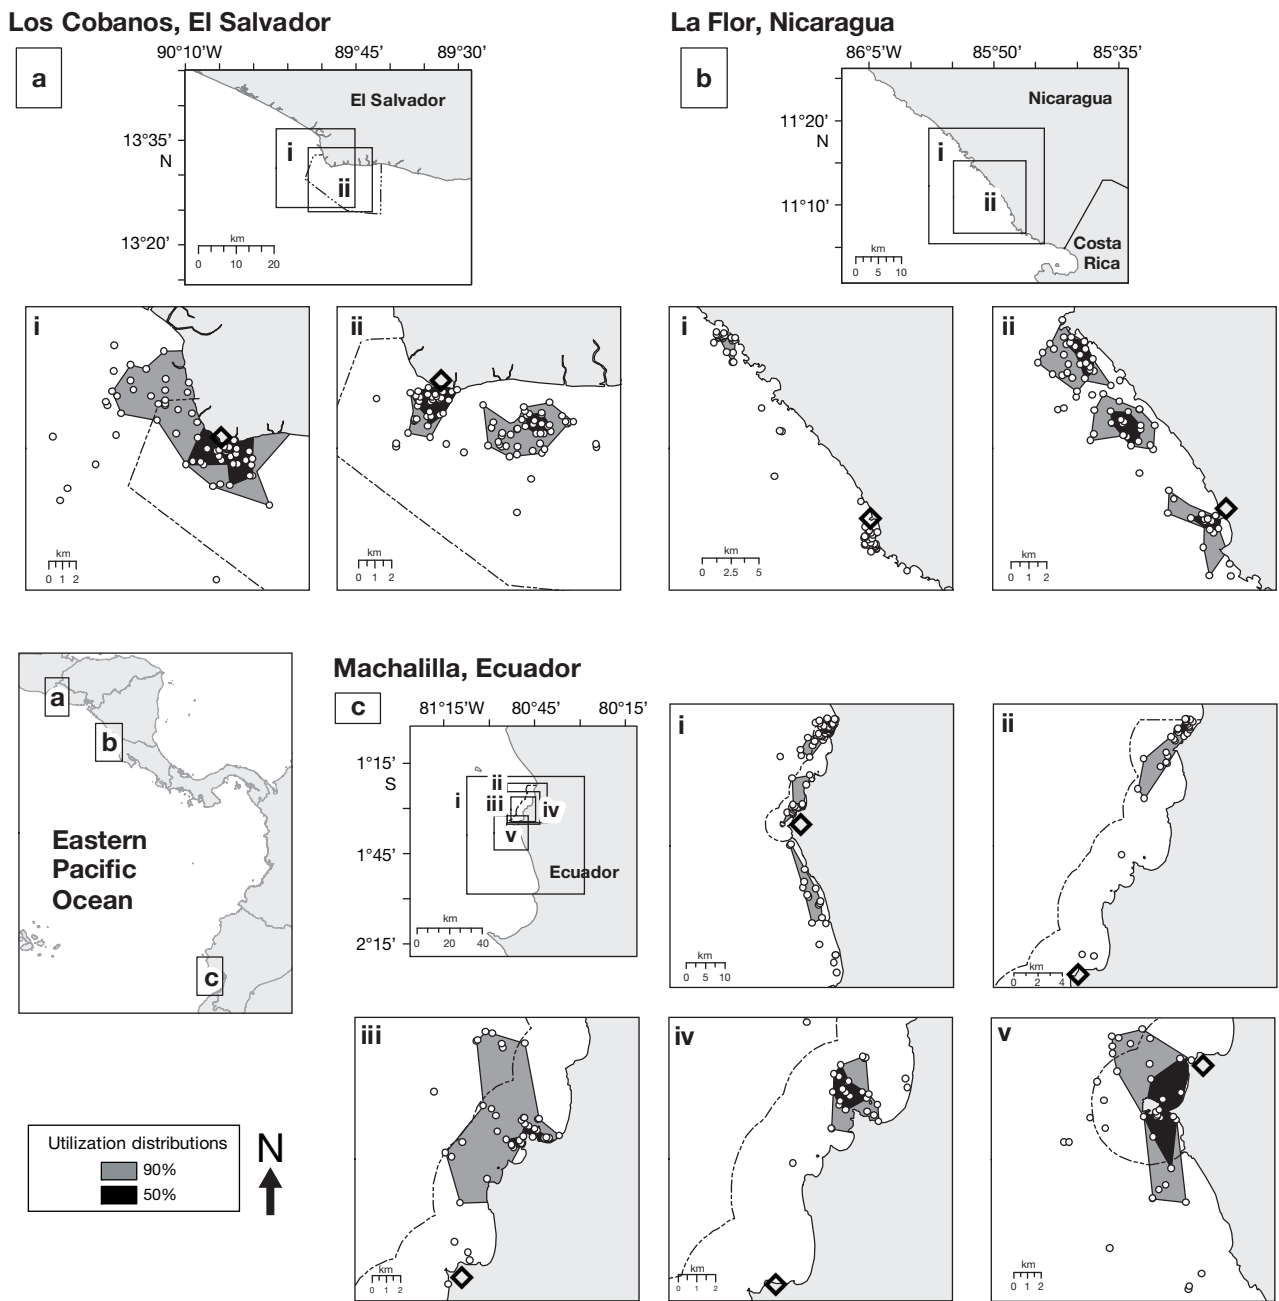 Los Cobanos, El Salvador
La Flor, Nicaragua
a
90°10'W
89°45'
89°30'
El Salvador
13°35'
N
13°20'
i
ii
km
0 10 20
b
86°5'W
85°50'
85°35'
Nicaragua
11°20'
N
11°10'
i
ii
Costa
Rica
km
0 5 10
i
km
0 1 2
ii
km
0 1 2
i
km
0 2.5 5
ii
km
0 1 2
a
b
c
Eastern
Pacific
Ocean
Machalilla, Ecuador
c
81°15'W
80°45'
80°15'
1°15'
S
1°45'
2°15'
i
ii
iii
iv
v
Ecuador
km
0 20 40
i
km
0 5 10
ii
km
0 2 4
iii
km
0 1 2
iv
km
0 1 2
v
km
0 1 2
Utilization distributions
90%
50%
N